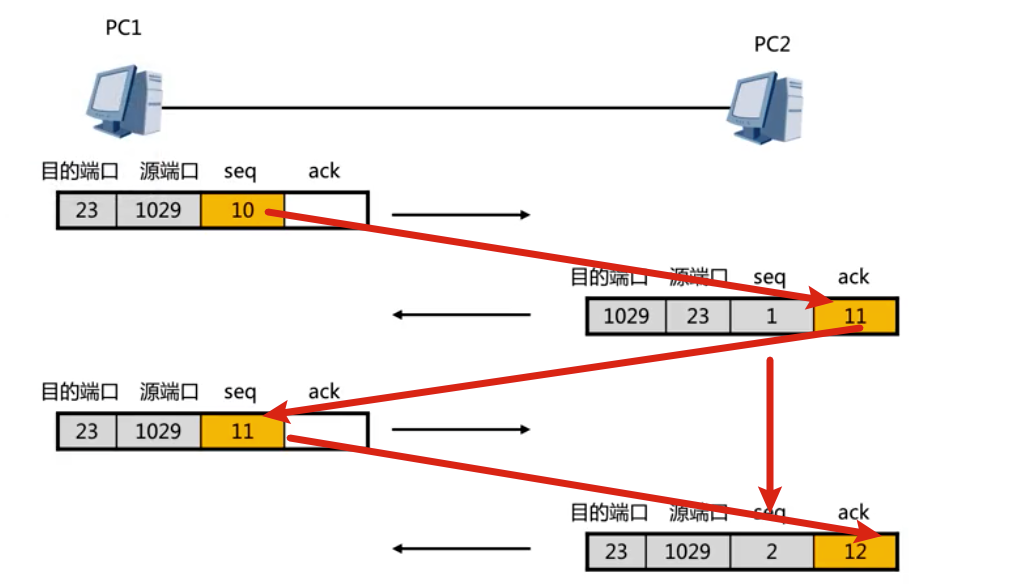 PC1
PC2
目的端口 源端口 seq ack
23 1029 10
目的端口 源端口 seq ack
1029 23 1 11
目的端口 源端口 seq ack
23 1029 11
目的端口 源端口 seq ack
23 1029 2 12